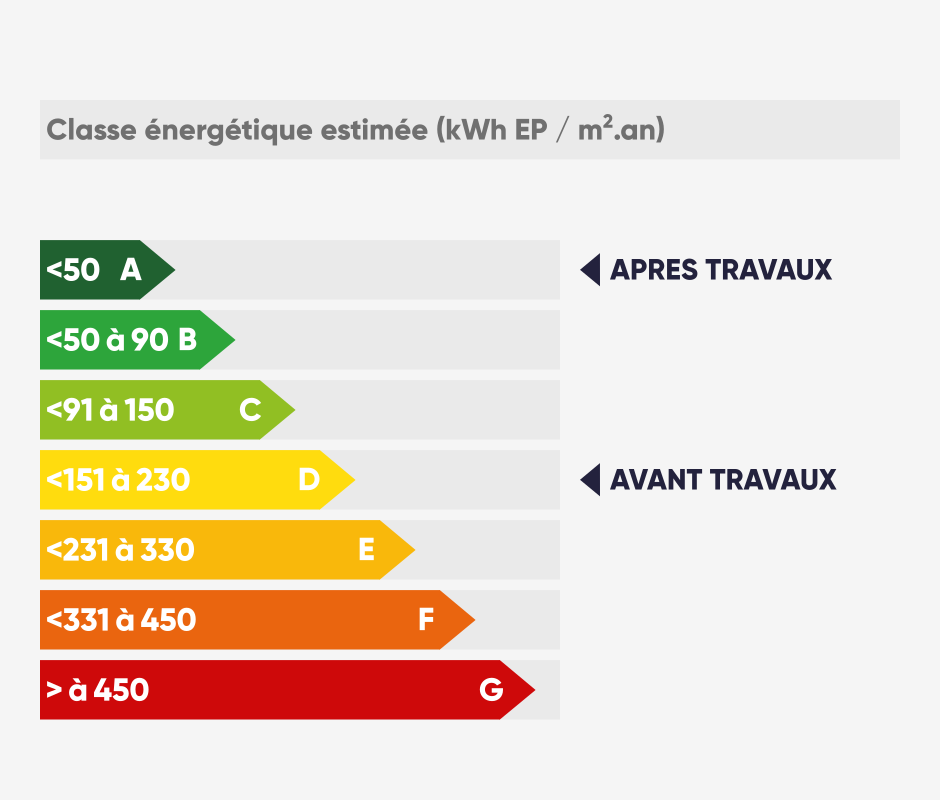 Classe énergétique estimée (kWh EP / m².an)
<50 A
APRES TRAVAUX
<50 à 90 B
<91 à 150 C
<151 à 230 D
AVANT TRAVAUX
<231 à 330 E
<331 à 450 F
> à 450 G